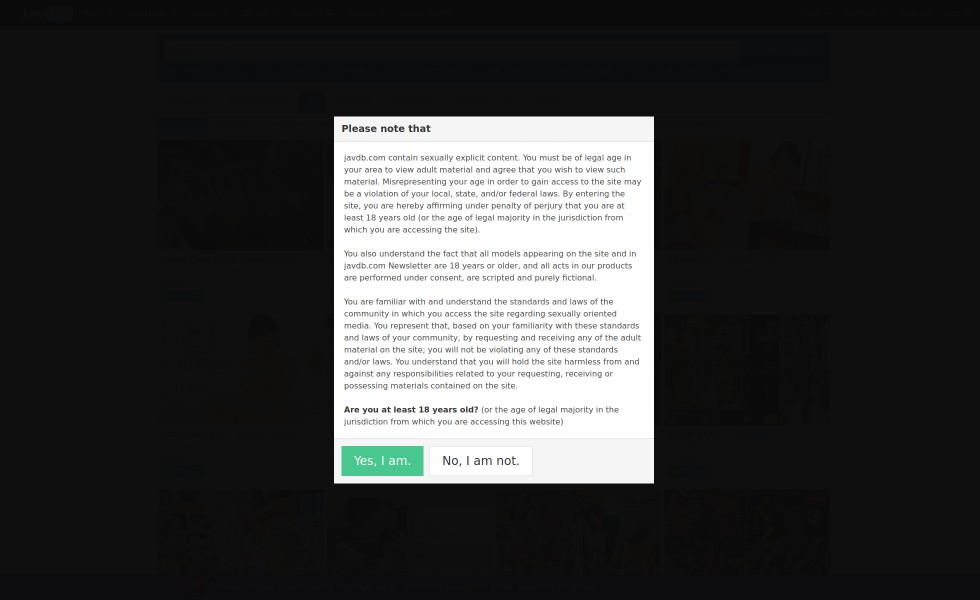 Please note that
javdb.com contain sexually explicit content. You must be of legal age in
your area to view adult material and agree that you wish to view such
material. Misrepresenting your age in order to gain access to the site may
be a violation of your local, state, and/or federal laws. By entering the
site, you are hereby affirming under penalty of perjury that you are at
least 18 years old (or the age of legal majority in the jurisdiction from
which you are accessing the site).
You also understand the fact that all models appearing on the site and in
javdb.com Newsletter are 18 years or older, and all acts in our products
are performed under consent, are scripted and purely fictional.
You are familiar with and understand the standards and laws of the
community in which you access the site regarding sexually oriented
media. You represent that, based on your familiarity with these standards
and laws of your community, by requesting and receiving any of the adult
material on the site; you will not be violating any of these standards
and/or laws. You understand that you will hold the site harmless from and
against any responsibilities related to your requesting, receiving or
possessing materials contained on the site.
Are you at least 18 years old? (or the age of legal majority in the
jurisdiction from which you are accessing this website)
Yes, I am.
No, I am not.